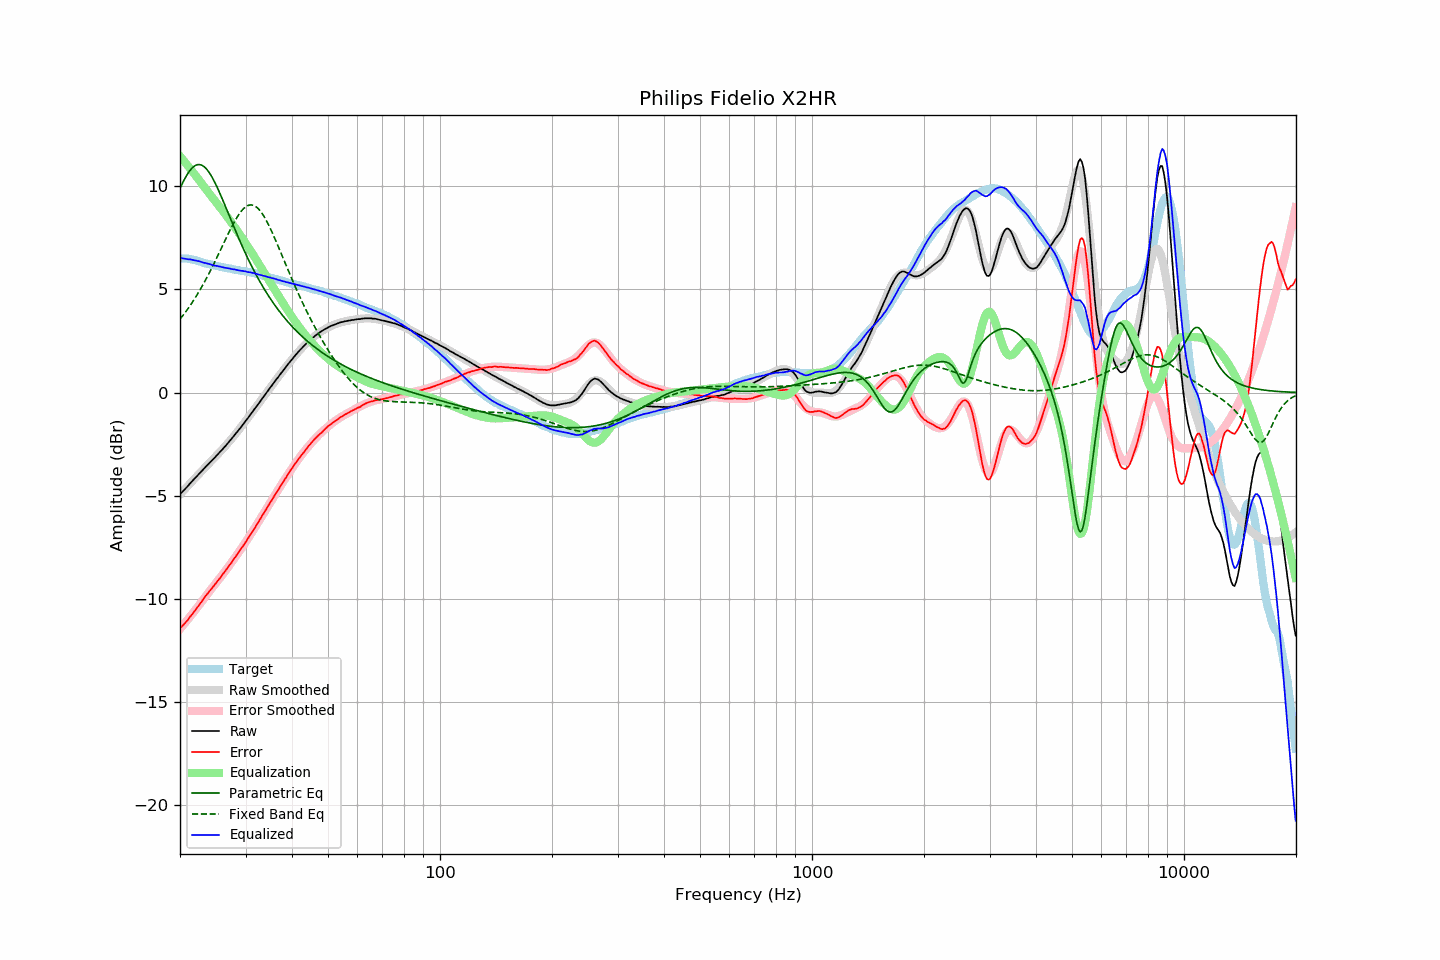 Philips Fidelio X2HR
Amplitude (dBr)
10
5
0
−5
−10
−15
−20
Target
Raw Smoothed
Error Smoothed
Raw
Error
Equalization
Parametric Eq
Fixed Band Eq
Equalized
100
1000
10000
Frequency (Hz)